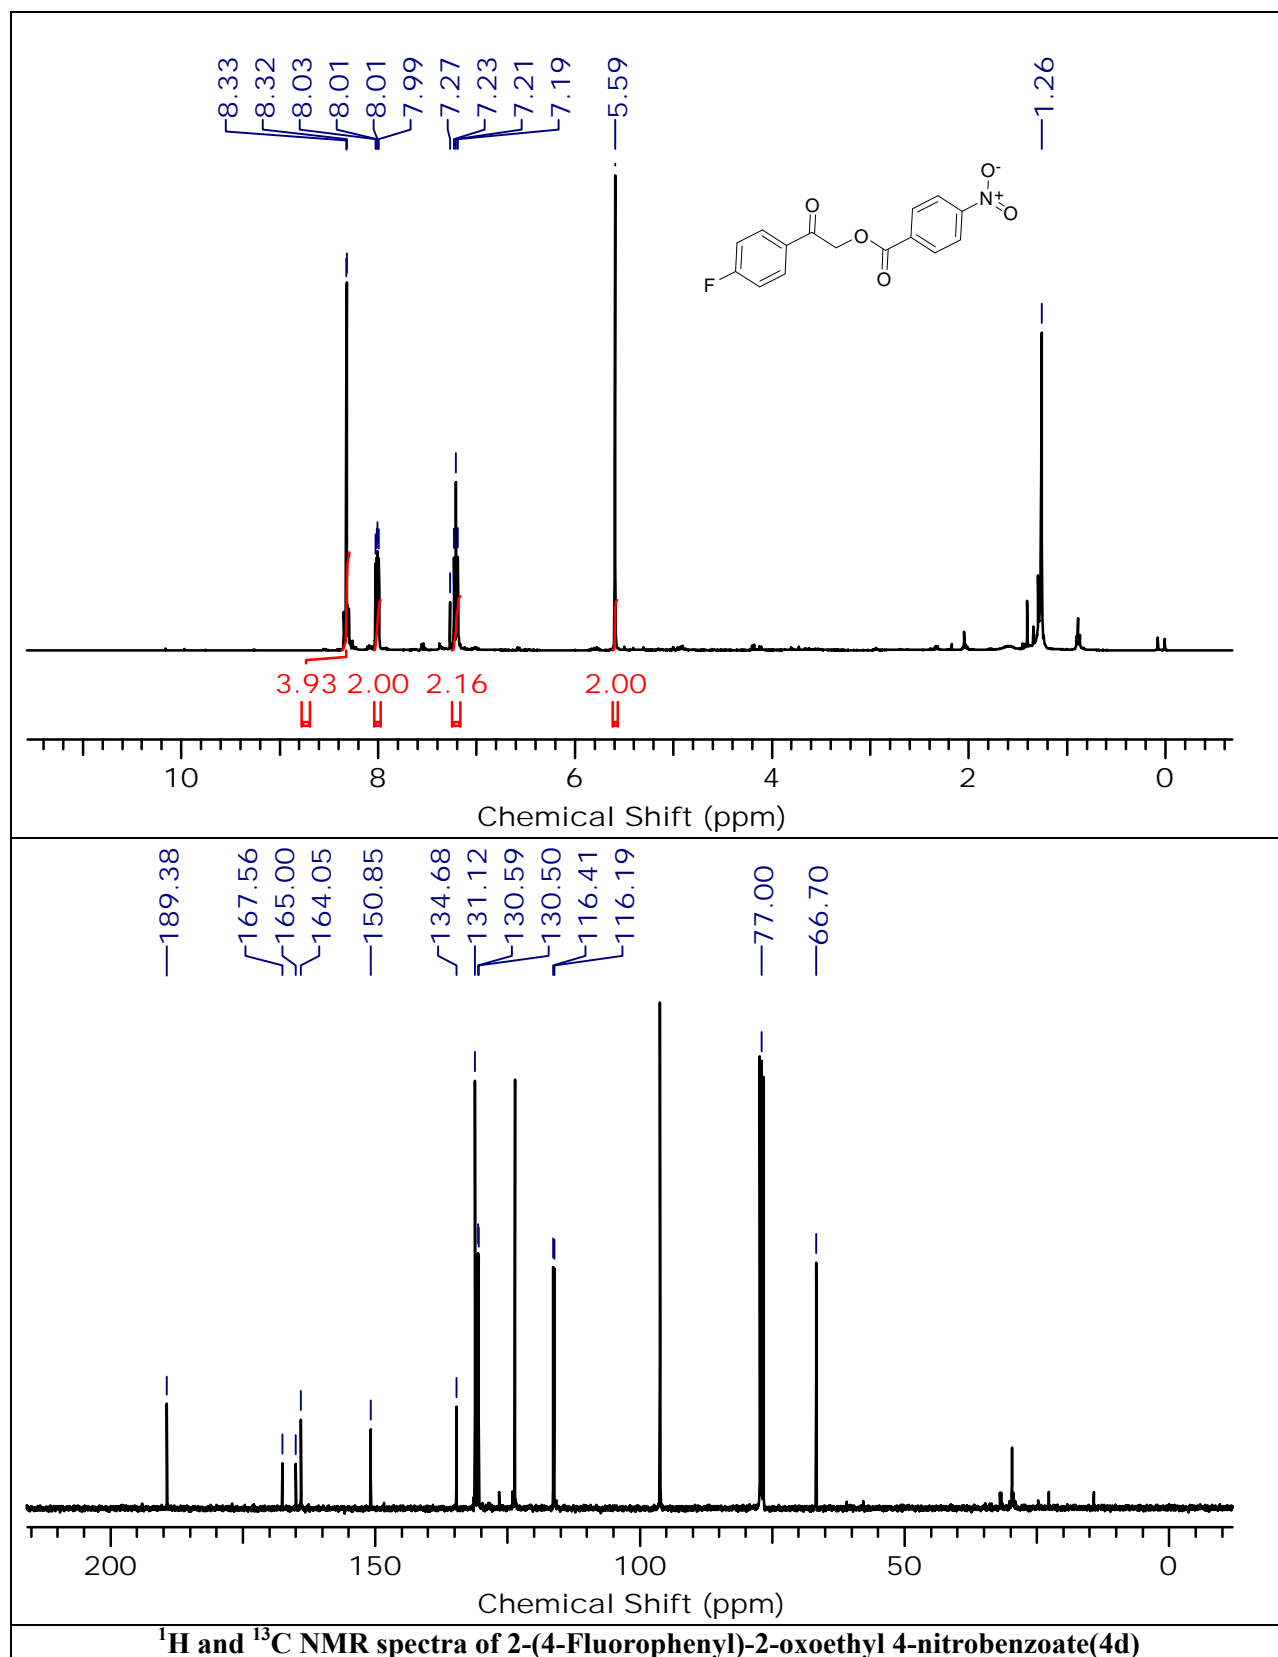 8.33
8.32
8.03
8.01
8.01
7.99
7.27
7.23
7.21
7.19
5.59
1.26
O
O
O
F
N+
O-
O
3.93 2.00 2.16 2.00
10 8 6 4 2 0
Chemical Shift (ppm)
189.38
167.56
165.00
164.05
150.85
134.68
131.12
130.59
130.50
116.41
116.19
77.00
66.70
200 150 100 50 0
Chemical Shift (ppm)
¹H and ¹³C NMR spectra of 2-(4-Fluorophenyl)-2-oxoethyl 4-nitrobenzoate(4d)